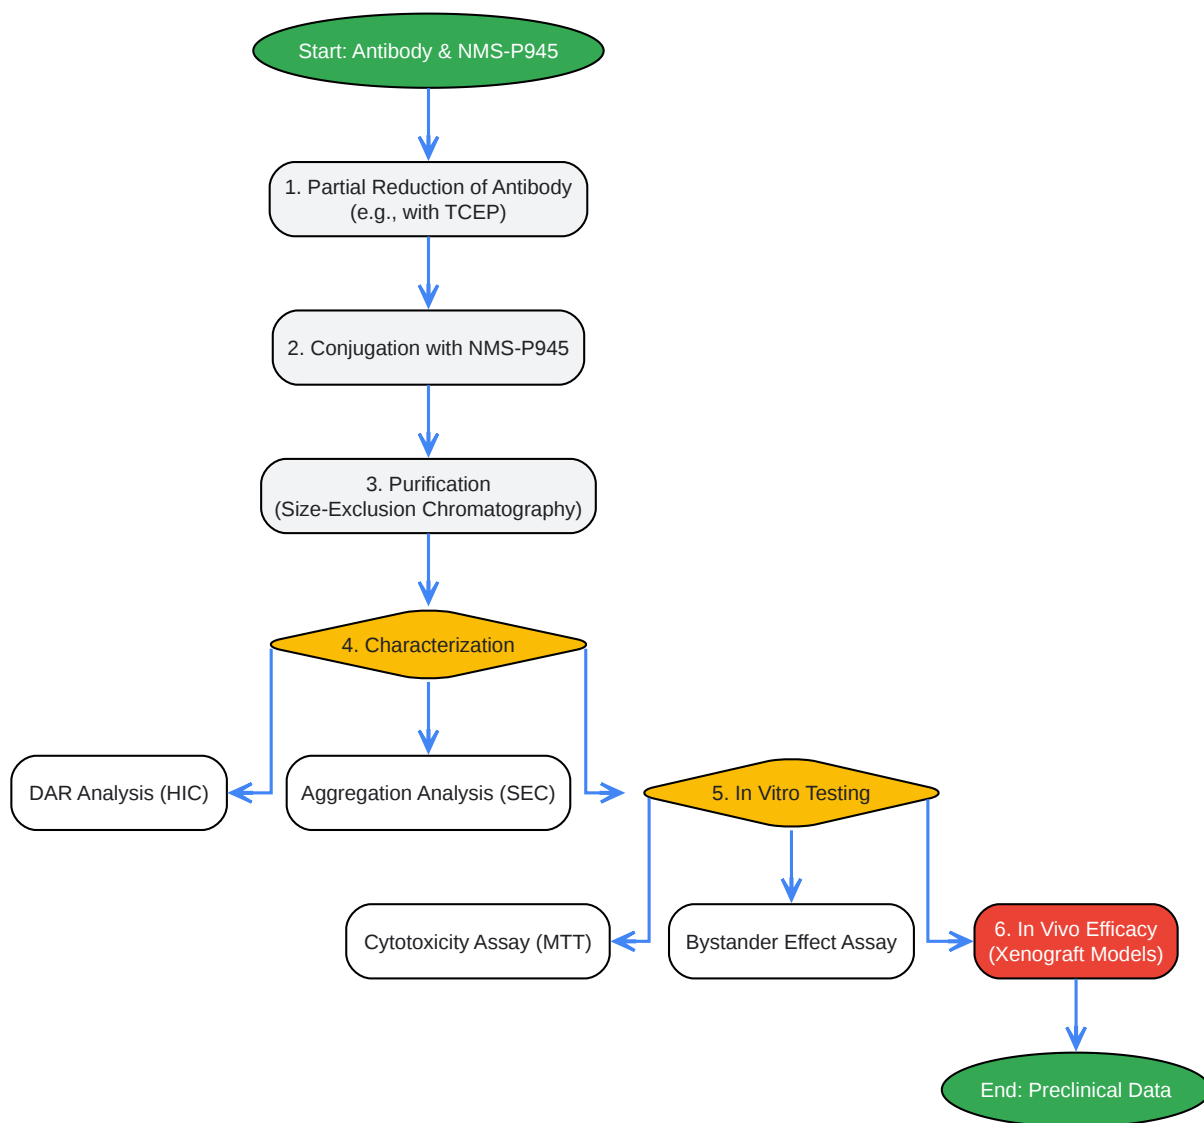 Start: Antibody & NMS-P945
1. Partial Reduction of Antibody
(e.g., with TCEP)
2. Conjugation with NMS-P945
3. Purification
(Size-Exclusion Chromatography)
4. Characterization
DAR Analysis (HIC)
Aggregation Analysis (SEC)
5. In Vitro Testing
Cytotoxicity Assay (MTT)
Bystander Effect Assay
6. In Vivo Efficacy
(Xenograft Models)
End: Preclinical Data